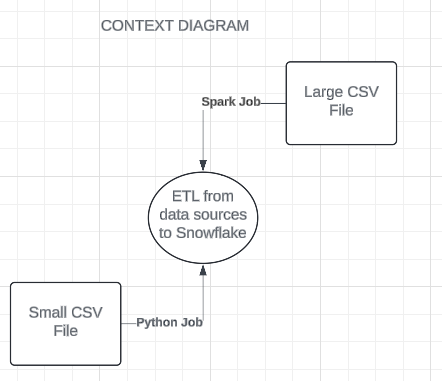 CONTEXT DIAGRAM
Spark Job
Large CSV
File
ETL from
data sources
to Snowflake
Small CSV
File
Python Job